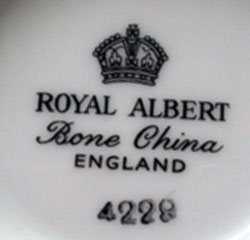 ROYAL ALBERT
Bone China
ENGLAND
4228